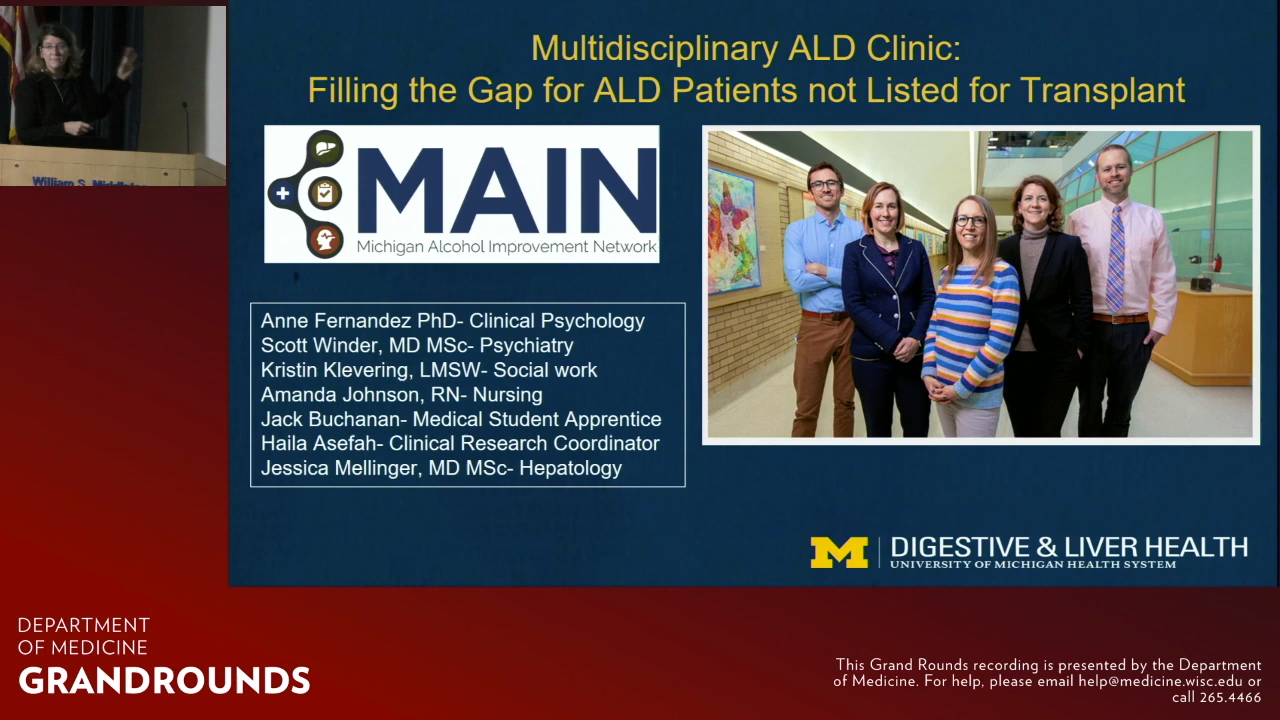 Multidisciplinary ALD Clinic:
Filling the Gap for ALD Patients not Listed for Transplant
MAIN
Michigan Alcohol Improvement Network
Anne Fernandez PhD- Clinical Psychology
Scott Winder, MD MSc- Psychiatry
Kristin Klevering, LMSW- Social work
Amanda Johnson, RN- Nursing
Jack Buchanan- Medical Student Apprentice
Haila Asefah- Clinical Research Coordinator
Jessica Mellinger, MD MSc- Hepatology
M DIGESTIVE & LIVER HEALTH
UNIVERSITY OF MICHIGAN HEALTH SYSTEM
William S.
DEPARTMENT
OF MEDICINE
GRANDROUNDS
This Grand Rounds recording is presented by the Department
of Medicine. For help, please email help@medicine.wisc.edu or
call 265.4466